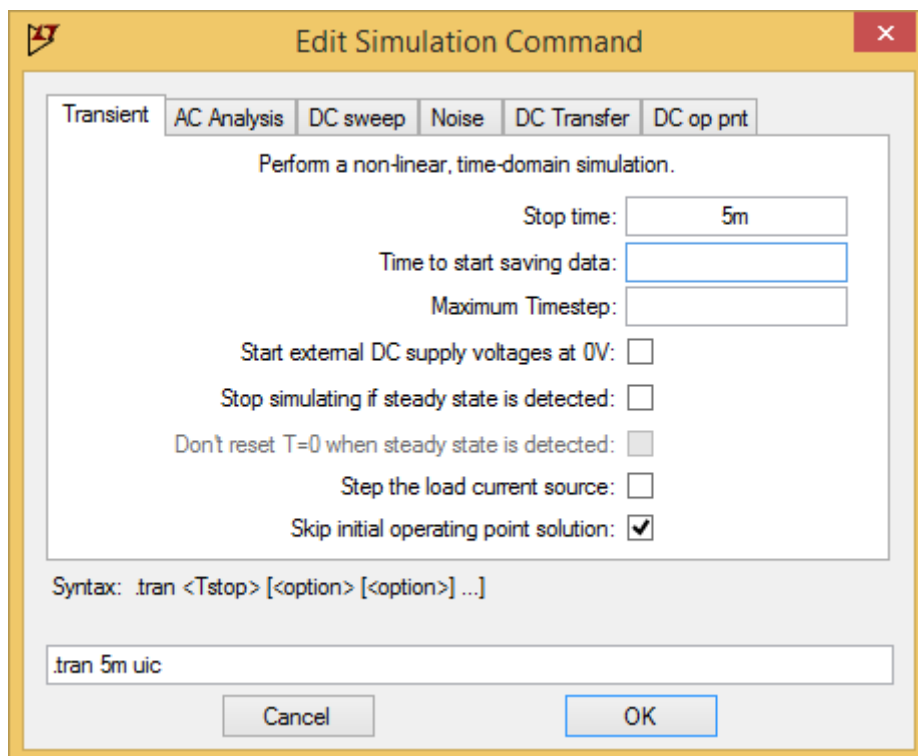 Edit Simulation Command
Transient AC Analysis DC sweep Noise DC Transfer DC op pnt
Perform a non-linear, time-domain simulation.
Stop time: 5m
Time to start saving data:
Maximum Timestep:
Start external DC supply voltages at 0V:
Stop simulating if steady state is detected:
Don't reset T=0 when steady state is detected:
Step the load current source:
Skip initial operating point solution:
Syntax: .tran <Tstop> [<option> [<option>] ...]
.tran 5m uic
Cancel OK